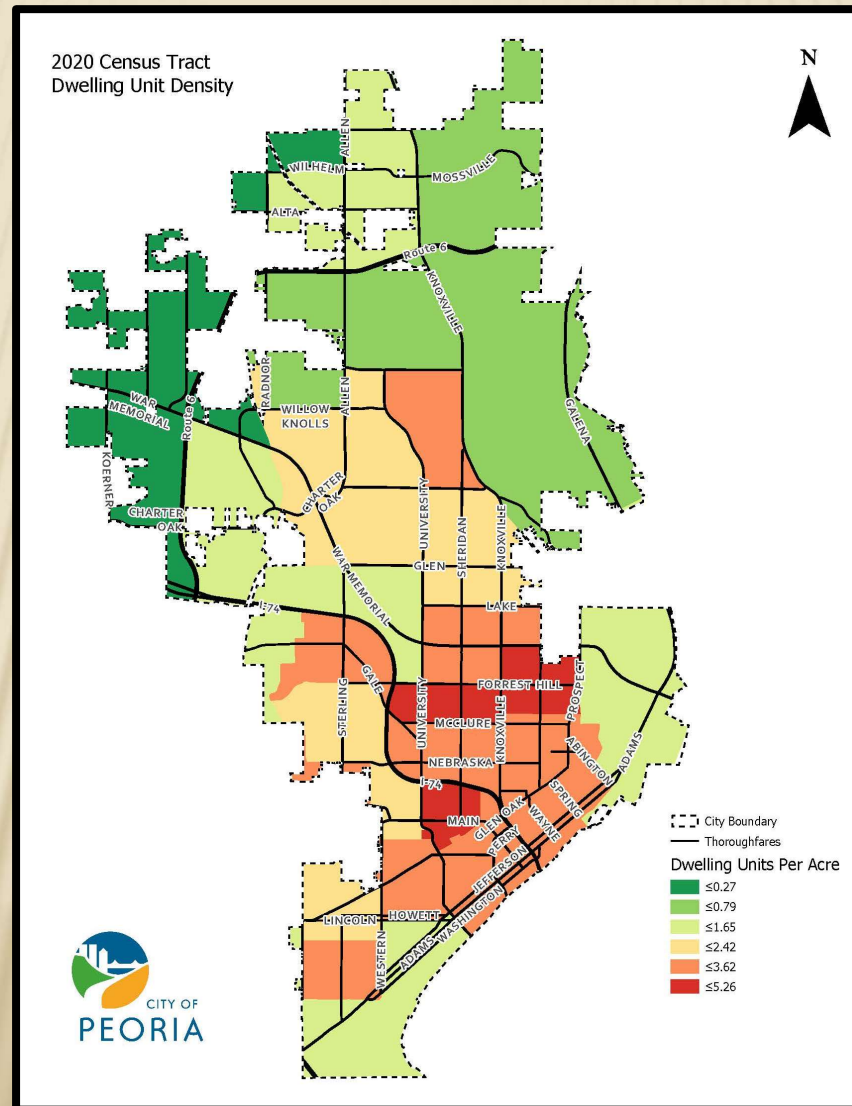 2020 Census Tract
Dwelling Unit Density
N
ALLEN
WILHELM
MOSSVILLE
ALTA
Route 6
KNOXVILLE
RADNOR
ALLEN
WAR
MEMORIAL
Route 6
WILLOW
KNOLLS
GALENA
KOERNER
CHARTER
OAK
CHARTER
OAK
UNIVERSITY
SHERIDAN
KNOXVILLE
WAR MEMORIAL
GLEN
I-74
LAKE
GALE
STERLING
UNIVERSITY
FORREST HILL
PROSPECT
KNOXVILLE
MCCLURE
NEBRASKA
ABINGTON
ADAMS
I-74
SPRING
GLEN OAK
WAYNE
MAIN
PERRY
JEFFERSON
WASHINGTON
LINCOLN
HOWETT
WESTERN
ADAMS
City Boundary
Thoroughfares
Dwelling Units Per Acre
≤0.27
≤0.79
≤1.65
≤2.42
≤3.62
≤5.26
CITY OF
PEORIA